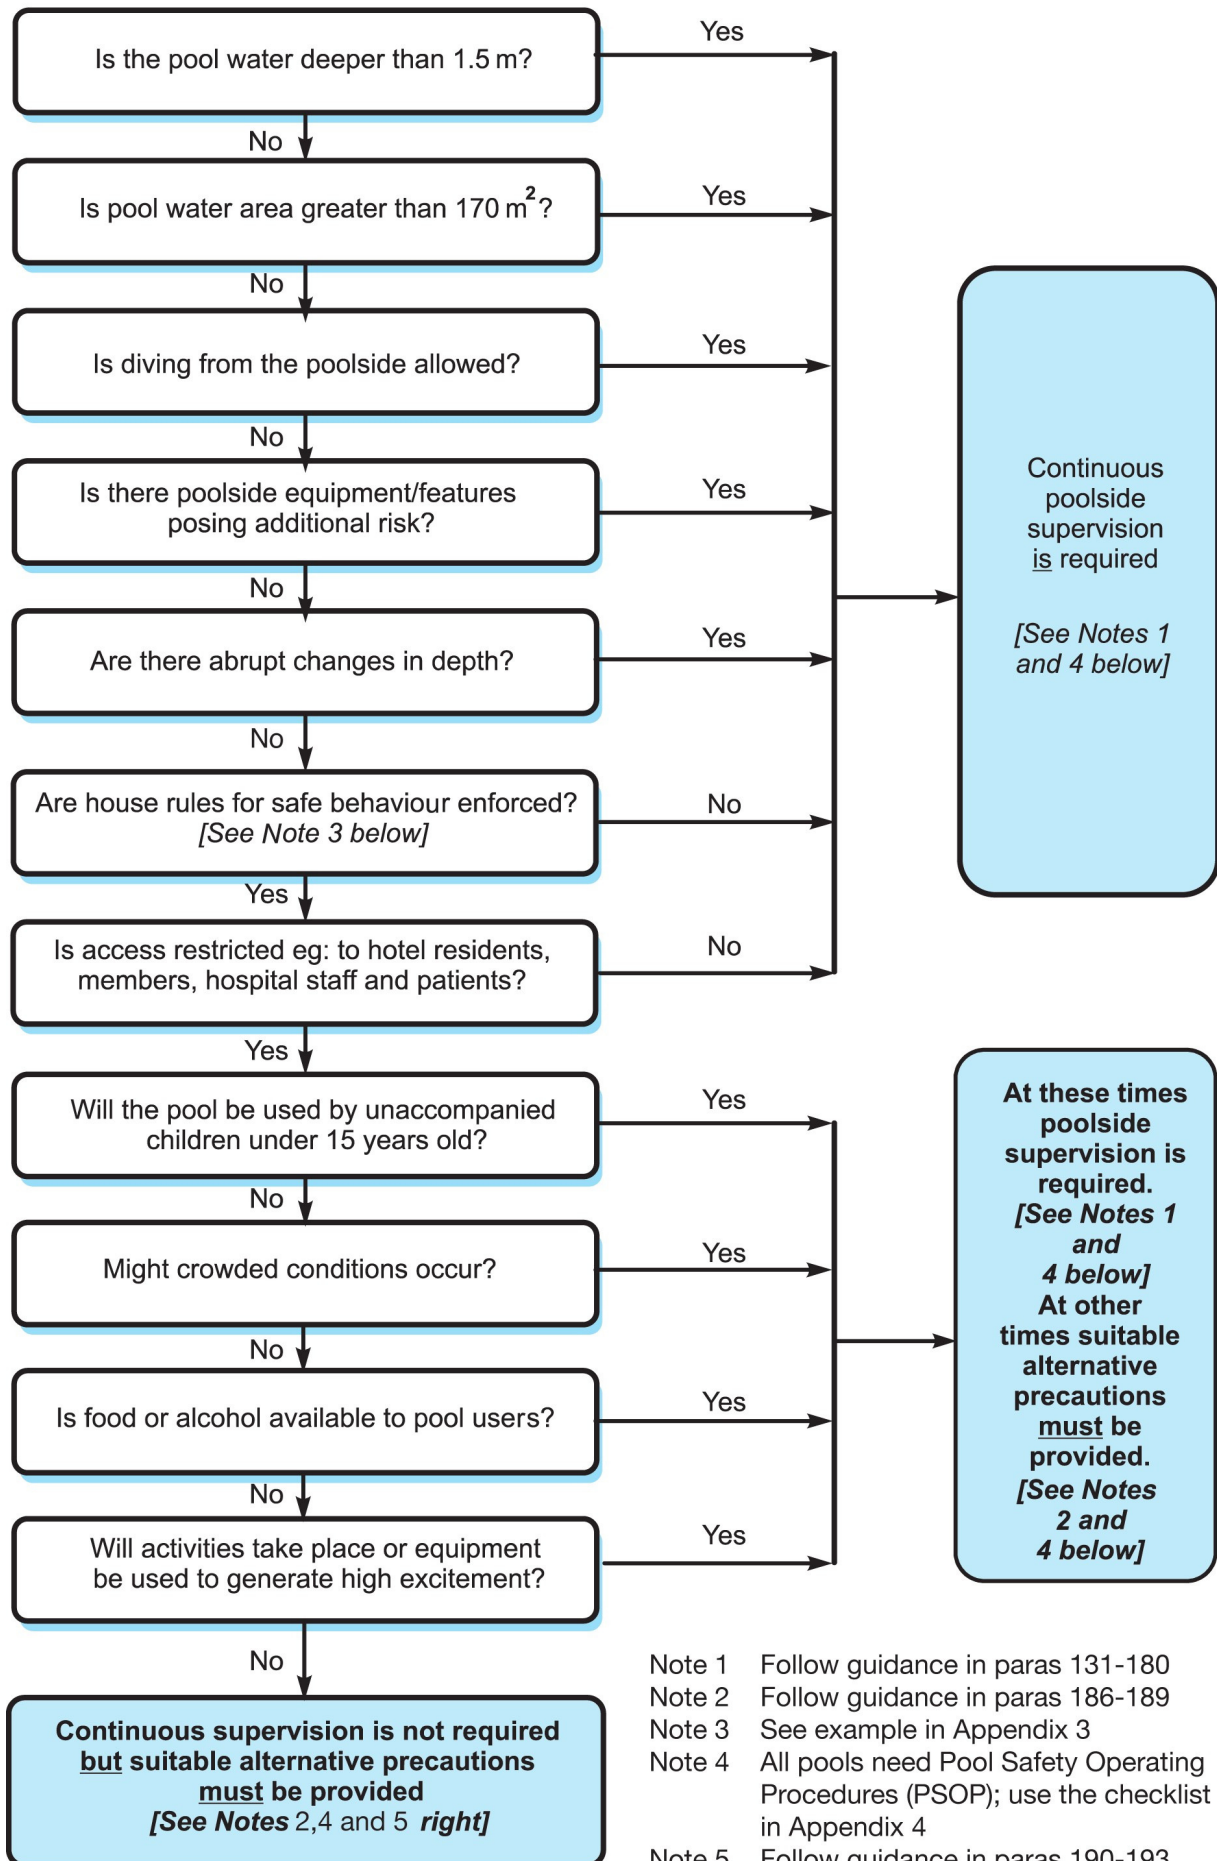 Is the pool water deeper than 1.5 m?
Yes
No
Is pool water area greater than 170 m²?
Yes
No
Is diving from the poolside allowed?
Yes
No
Is there poolside equipment/features
posing additional risk?
Yes
No
Are there abrupt changes in depth?
Yes
No
Are house rules for safe behaviour enforced?
[See Note 3 below]
No
Yes
Is access restricted eg: to hotel residents,
members, hospital staff and patients?
No
Yes
Continuous
poolside
supervision
is required
[See Notes 1
and 4 below]
Will the pool be used by unaccompanied
children under 15 years old?
Yes
No
Might crowded conditions occur?
Yes
No
Is food or alcohol available to pool users?
Yes
No
Will activities take place or equipment
be used to generate high excitement?
Yes
No
At these times
poolside
supervision is
required.
[See Notes 1
and
4 below]
At other
times suitable
alternative
precautions
must be
provided.
[See Notes
2 and
4 below]
Continuous supervision is not required
but suitable alternative precautions
must be provided
[See Notes 2,4 and 5 right]
Note 1 Follow guidance in paras 131-180
Note 2 Follow guidance in paras 186-189
Note 3 See example in Appendix 3
Note 4 All pools need Pool Safety Operating
Procedures (PSOP); use the checklist
in Appendix 4
Note 5 Follow guidance in paras 190-193